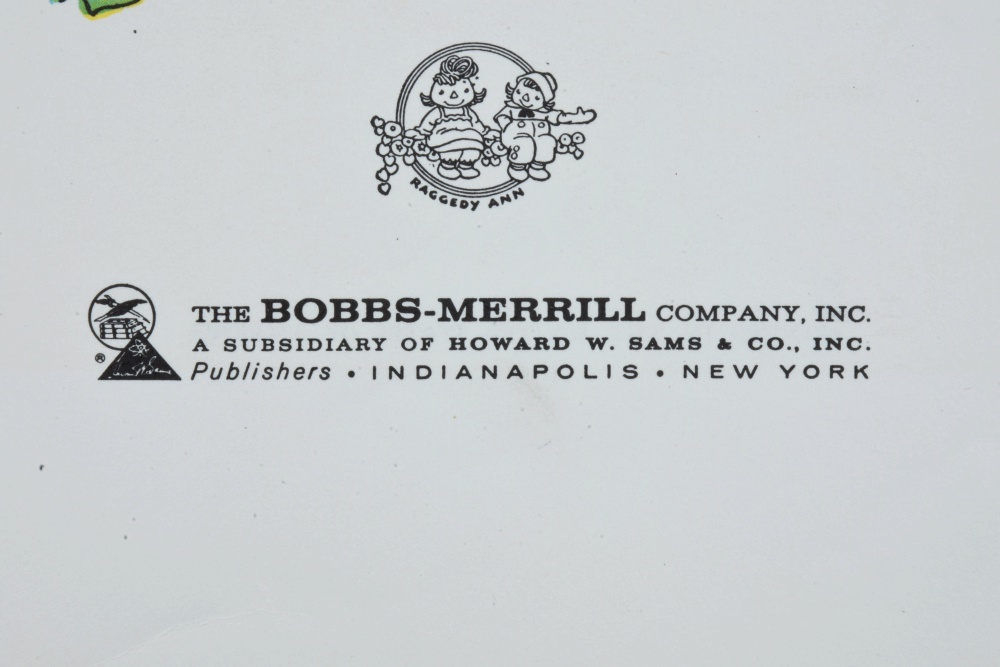 RAGGEDY ANN
THE BOBBS-MERRILL COMPANY, INC.
A SUBSIDIARY OF HOWARD W. SAMS & CO., INC.
®
Publishers • INDIANAPOLIS • NEW YORK